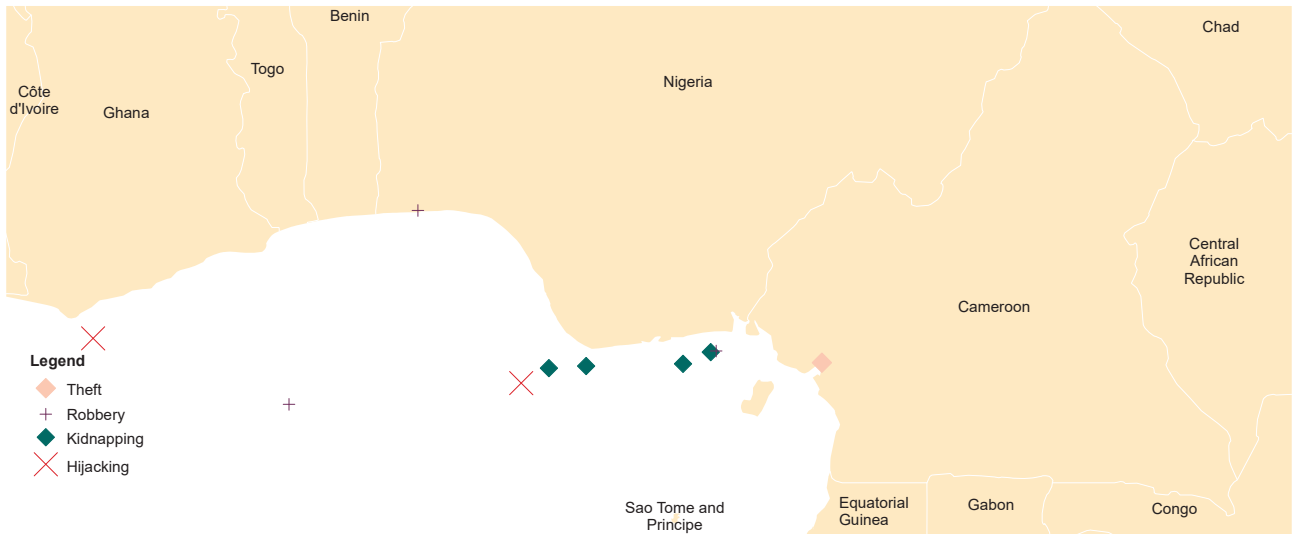 Benin
Chad
Togo
Nigeria
Côte
d'Ivoire
Ghana
Central
African
Republic
Cameroon
Legend
Theft
Robbery
Kidnapping
Hijacking
Sao Tome and
Principe
Equatorial
Guinea
Gabon
Congo